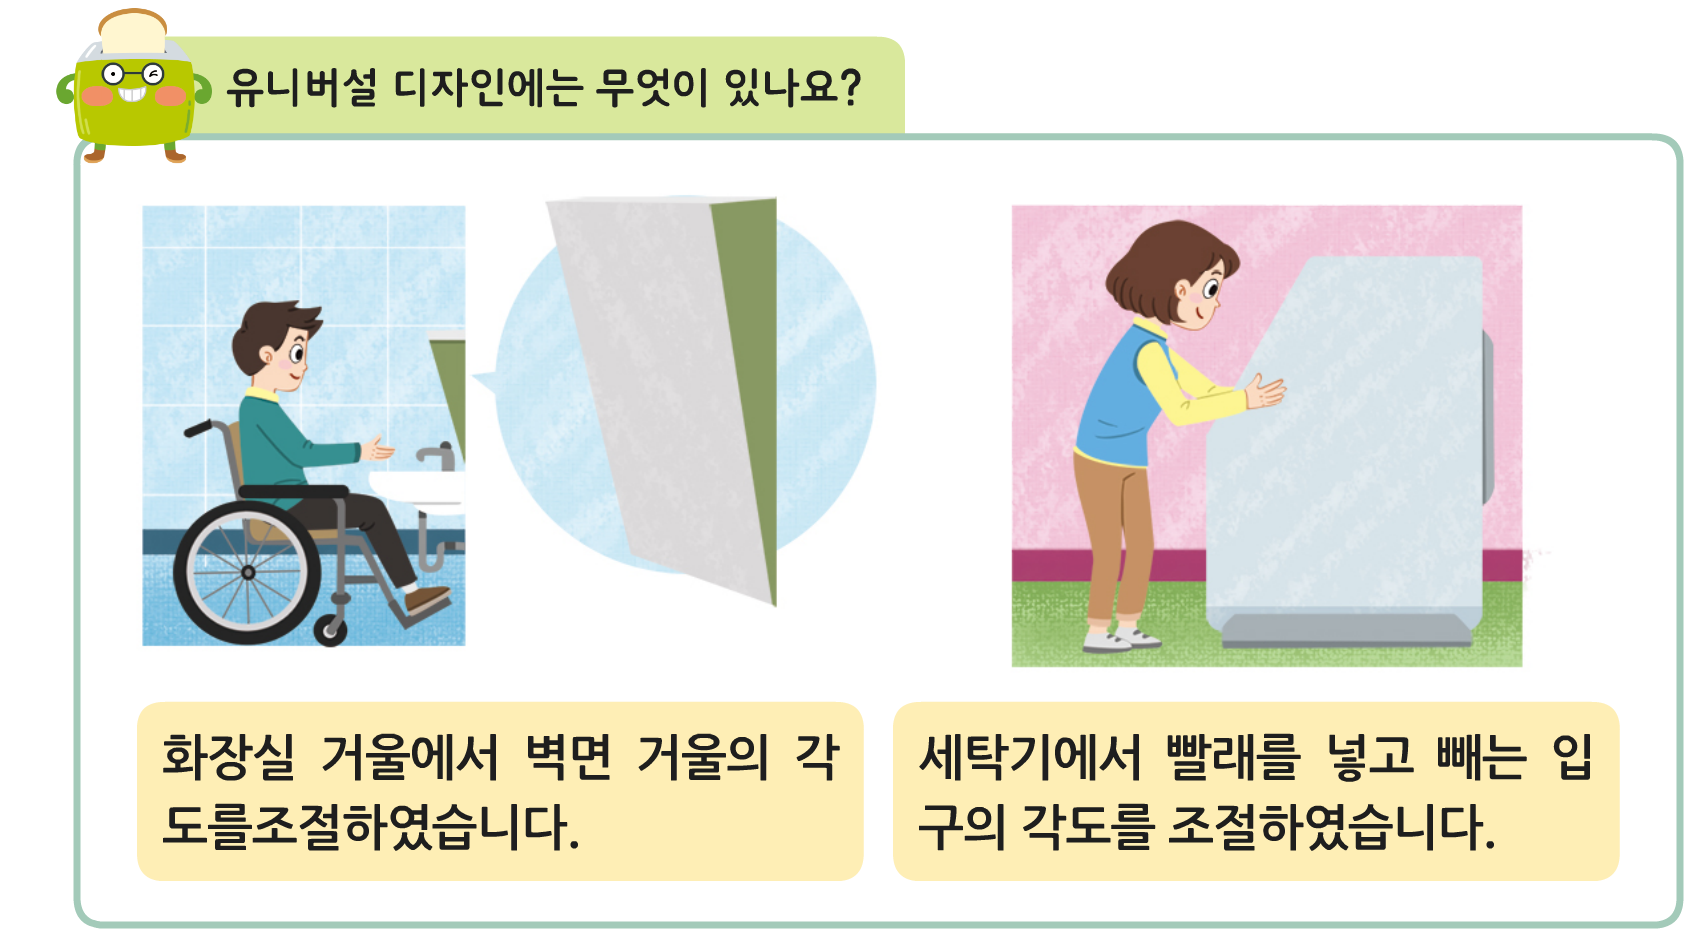 유니버설 디자인에는 무엇이 있나요?
화장실 거울에서 벽면 거울의 각
도를조절하였습니다.
세탁기에서 빨래를 넣고 빼는 입
구의 각도를 조절하였습니다.